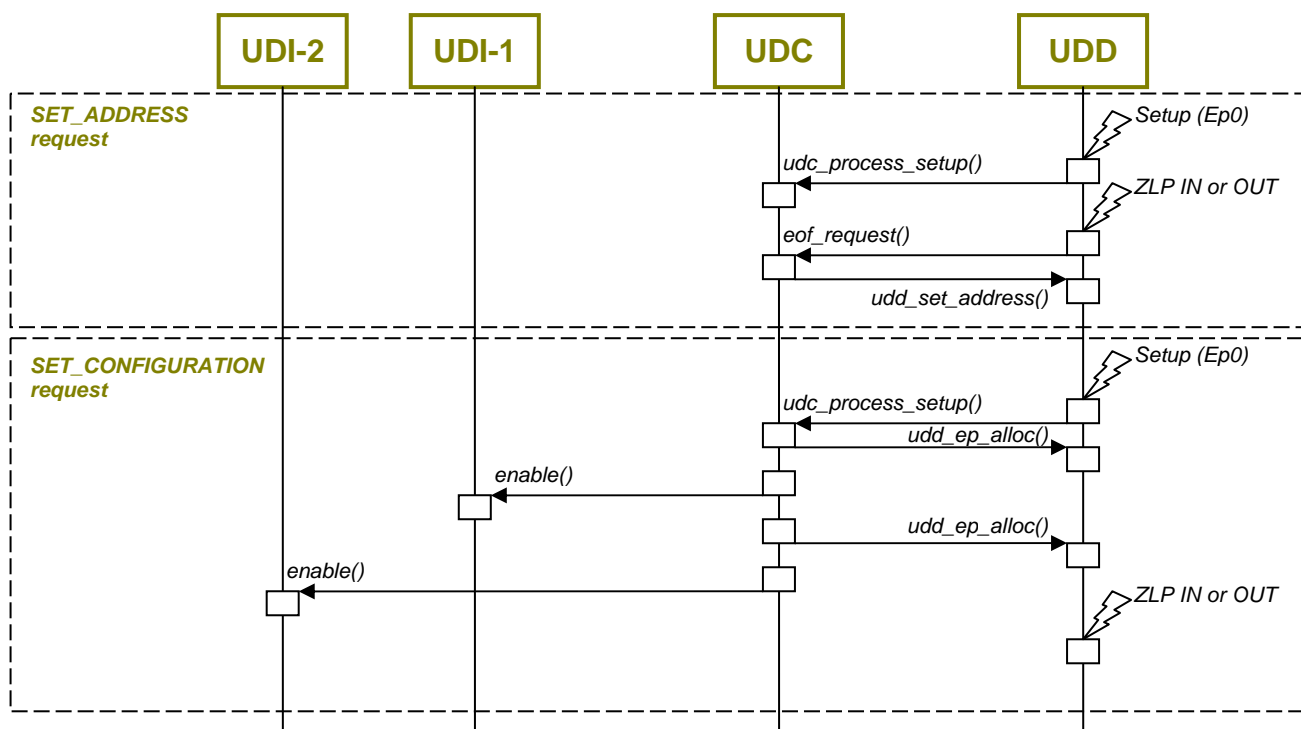 UDI-2
UDI-1
UDC
UDD
SET_ADDRESS
request
Setup (Ep0)
udc_process_setup()
ZLP IN or OUT
eof_request()
udd_set_address()
SET_CONFIGURATION
request
Setup (Ep0)
udc_process_setup()
udd_ep_alloc()
enable()
udd_ep_alloc()
enable()
ZLP IN or OUT